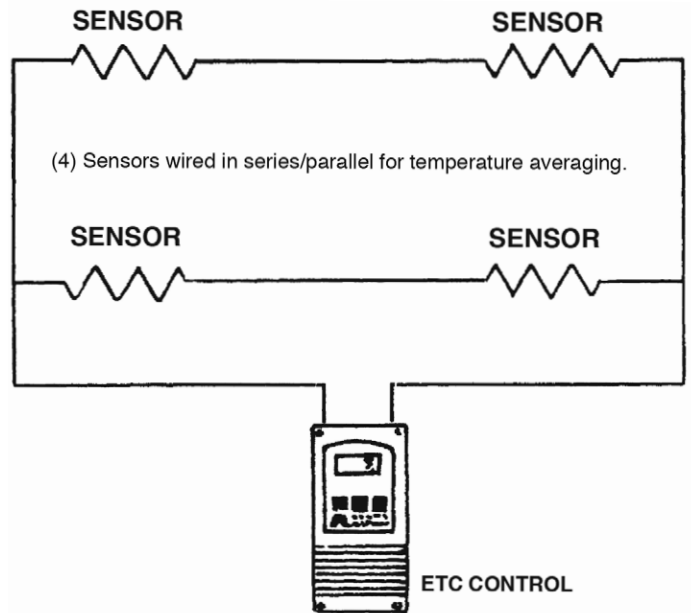 SENSOR SENSOR
(4) Sensors wired in series/parallel for temperature averaging.
SENSOR SENSOR
ETC CONTROL